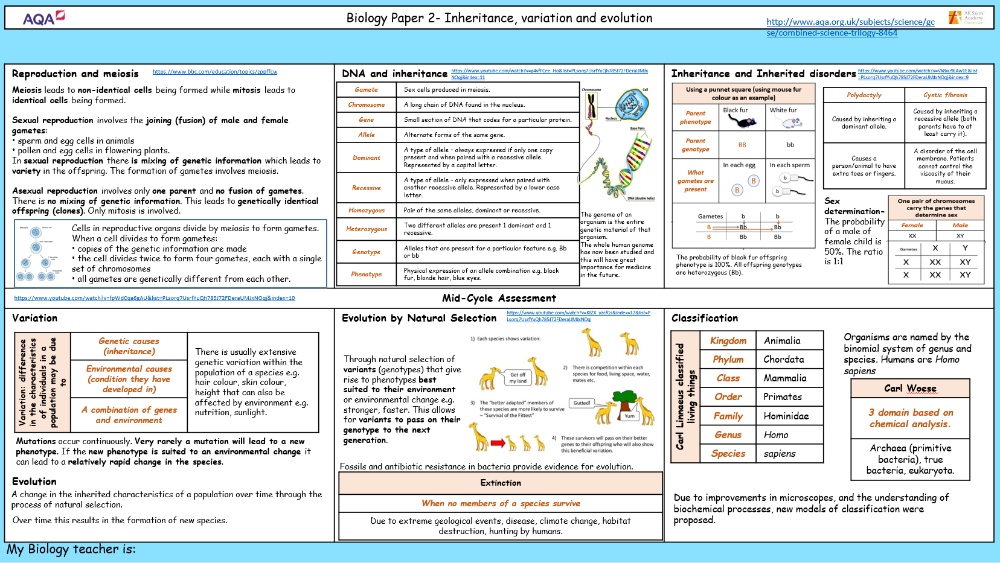 AQA
Biology Paper 2- Inheritance, variation and evolution
http://www.aqa.org.uk/subjects/science/gc
se/combined-science-trilogy-8464
All Saints'
Academy
Reproduction and meiosis
https://www.bbc.com/education/topics/zppffcw
Meiosis leads to non-identical cells being formed while mitosis leads to
identical cells being formed.
Sexual reproduction involves the joining (fusion) of male and female
gametes:
• sperm and egg cells in animals
• pollen and egg cells in flowering plants.
In sexual reproduction there is mixing of genetic information which leads to
variety in the offspring. The formation of gametes involves meiosis.
Asexual reproduction involves only one parent and no fusion of gametes.
There is no mixing of genetic information. This leads to genetically identical
offspring (clones). Only mitosis is involved.
Cells in reproductive organs divide by meiosis to form gametes.
When a cell divides to form gametes:
• copies of the genetic information are made
• the cell divides twice to form four gametes, each with a single
set of chromosomes
• all gametes are genetically different from each other.
DNA and inheritance
https://www.youtube.com/watch?v=g4vfFCee_Ho&list=PLsorq7UsrfYuQh785J72FDeraUMJx
NOqj&index=11
Gamete
Sex cells produced in meiosis.
Chromosome
A long chain of DNA found in the nucleus.
Gene
Small section of DNA that codes for a particular protein.
Allele
Alternate forms of the same gene.
Dominant
A type of allele – always expressed if only one copy
present and when paired with a recessive allele.
Represented by a capital letter.
Recessive
A type of allele – only expressed when paired with
another recessive allele. Represented by a lower case
letter.
Homozygous
Pair of the same alleles, dominant or recessive.
Heterozygous
Two different alleles are present 1 dominant and 1
recessive.
Genotype
Alleles that are present for a particular feature e.g. Bb
or bb
Phenotype
Physical expression of an allele combination e.g. black
fur, blonde hair, blue eyes.
Chromosome
Cell
Nucleus
Base Pairs
DNA (double helix)
The genome of an
organism is the entire
genetic material of that
organism.
The whole human genome
has now been studied and
this will have great
importance for medicine
in the future.
Inheritance and Inherited disorders
https://www.youtube.com/watch?v=Vk8xu9LAw1E&list
=PLsorq7UsrfYuQh785J72FDeraUMJxNOqj&index=9
Using a punnet square (using mouse fur
colour as an example)
Parent
phenotype
Black fur
White fur
Parent
genotype
BB
bb
What
gametes are
present
In each egg
In each sperm
B
B
b
b
Gametes b b
B Bb Bb
B Bb Bb
The probability of black fur offspring
phenotype is 100%. All offspring genotypes
are heterozygous (Bb).
Polydactyly
Cystic fibrosis
Caused by inheriting a
dominant allele.
Caused by inheriting a
recessive allele (both
parents have to at
least carry it).
Causes a
person/animal to have
extra toes or fingers.
A disorder of the cell
membrane. Patients
cannot control the
viscosity of their
mucus.
Sex
determination-
The probability
of a male of
female child is
50%. The ratio
is 1:1
One pair of chromosomes
carry the genes that
determine sex
Female Male
XX XY
Gametes X Y
X XX XY
X XX XY
https://www.youtube.com/watch?v=fpWdCqa6gAU&list=PLsorq7UsrfYuQh785J72FDeraUMJxNOqj&index=10
Mid-Cycle Assessment
Variation
Variation: difference
in the characteristics
of individuals in a
population may be due
to
Genetic causes
(inheritance)
Environmental causes
(condition they have
developed in)
A combination of genes
and environment
There is usually extensive
genetic variation within the
population of a species e.g.
hair colour, skin colour,
height that can also be
affected by environment e.g.
nutrition, sunlight.
Mutations occur continuously. Very rarely a mutation will lead to a new
phenotype. If the new phenotype is suited to an environmental change it
can lead to a relatively rapid change in the species.
Evolution
A change in the inherited characteristics of a population over time through the
process of natural selection.
Over time this results in the formation of new species.
Evolution by Natural Selection
https://www.youtube.com/watch?v=KtZX_yzcfGs&index=12&list=P
Lsorq7UsrfYuQh785J72FDeraUMJxNOqj
Through natural selection of
variants (genotypes) that give
rise to phenotypes best
suited to their environment
or environmental change e.g.
stronger, faster. This allows
for variants to pass on their
genotype to the next
generation.
1) Each species shows variation:
Get off
my land
2) There is competition within each
species for food, living space, water,
mates etc.
3) The "better adapted" members of
these species are more likely to survive
– "Survival of the Fittest"
Gutted!
Yum
4) These survivors will pass on their better
genes to their offspring who will also show
this beneficial variation.
Fossils and antibiotic resistance in bacteria provide evidence for evolution.
Extinction
When no members of a species survive
Due to extreme geological events, disease, climate change, habitat
destruction, hunting by humans.
Classification
Carl Linnaeus classified
living things
Kingdom Animalia
Phylum Chordata
Class Mammalia
Order Primates
Family Hominidae
Genus Homo
Species sapiens
Organisms are named by the
binomial system of genus and
species. Humans are Homo
sapiens
Carl Woese
3 domain based on
chemical analysis.
Archaea (primitive
bacteria), true
bacteria, eukaryota.
Due to improvements in microscopes, and the understanding of
biochemical processes, new models of classification were
proposed.
My Biology teacher is: